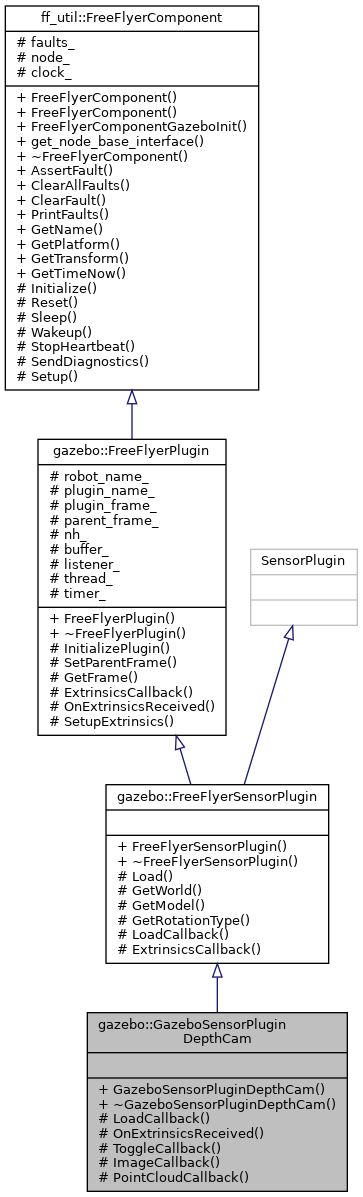 ff_util::FreeFlyerComponent
# faults_
# node_
# clock_
+ FreeFlyerComponent()
+ FreeFlyerComponent()
+ FreeFlyerComponentGazeboInit()
+ get_node_base_interface()
+ ~FreeFlyerComponent()
+ AssertFault()
+ ClearAllFaults()
+ ClearFault()
+ PrintFaults()
+ GetName()
+ GetPlatform()
+ GetTransform()
+ GetTimeNow()
# Initialize()
# Reset()
# Sleep()
# Wakeup()
# StopHeartbeat()
# SendDiagnostics()
# Setup()
gazebo::FreeFlyerPlugin
# robot_name_
# plugin_name_
# plugin_frame_
# parent_frame_
# nh_
# buffer_
# listener_
# thread_
# timer_
+ FreeFlyerPlugin()
+ ~FreeFlyerPlugin()
# InitializePlugin()
# SetParentFrame()
# GetFrame()
# ExtrinsicsCallback()
# OnExtrinsicsReceived()
# SetupExtrinsics()
SensorPlugin
gazebo::FreeFlyerSensorPlugin
+ FreeFlyerSensorPlugin()
+ ~FreeFlyerSensorPlugin()
# Load()
# GetWorld()
# GetModel()
# GetRotationType()
# LoadCallback()
# ExtrinsicsCallback()
gazebo::GazeboSensorPlugin
DepthCam
+ GazeboSensorPluginDepthCam()
+ ~GazeboSensorPluginDepthCam()
# LoadCallback()
# OnExtrinsicsReceived()
# ToggleCallback()
# ImageCallback()
# PointCloudCallback()